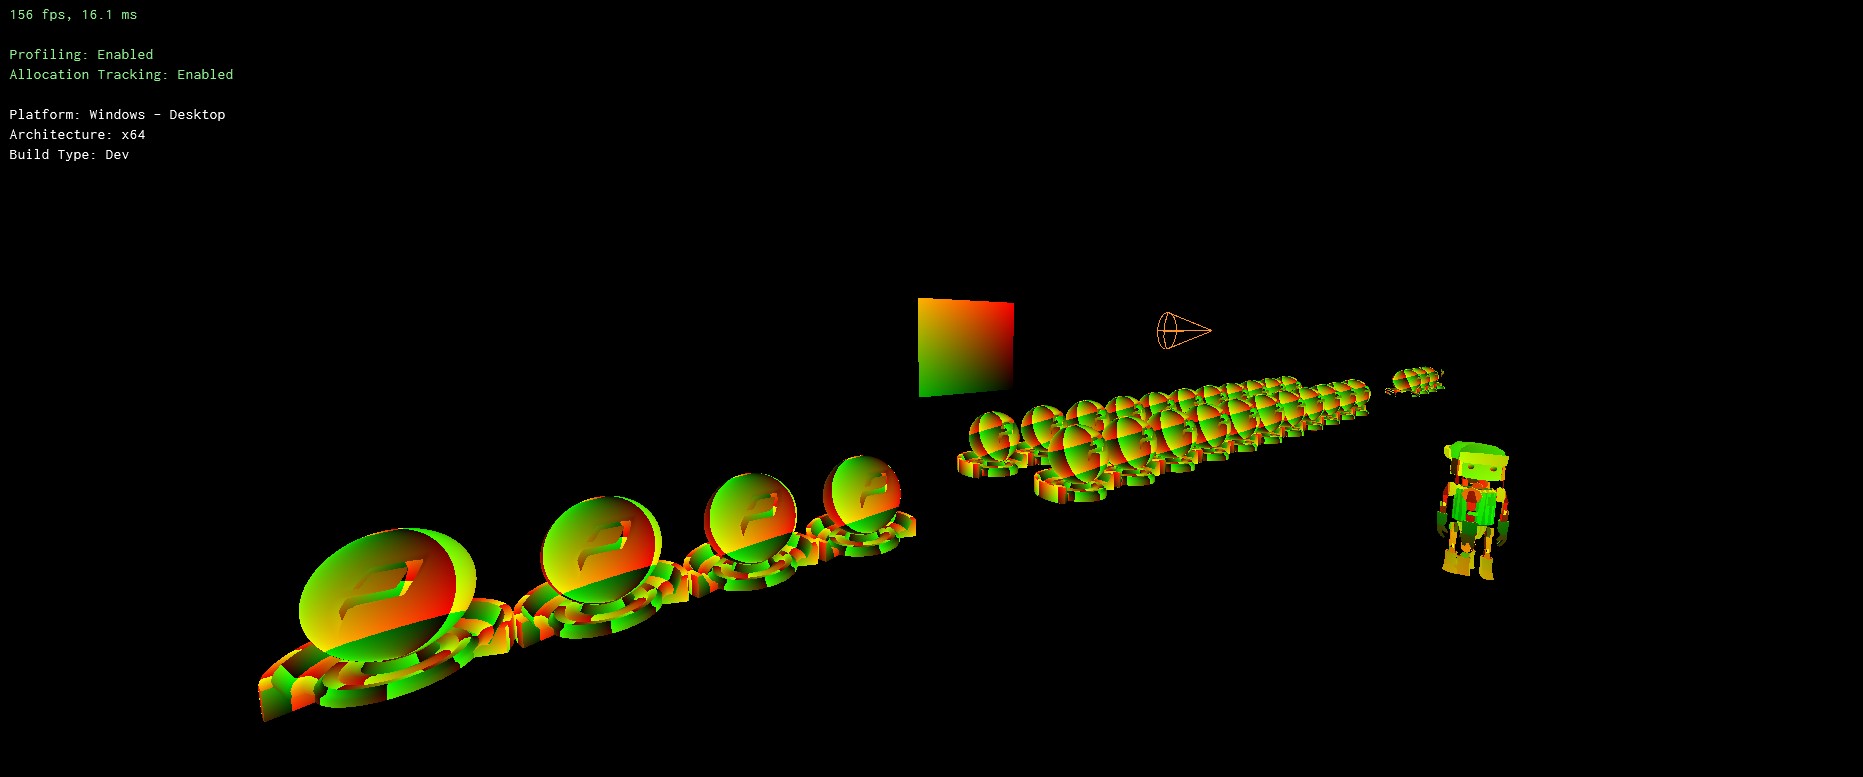 156 fps, 16.1 ms
Profiling: Enabled
Allocation Tracking: Enabled
Platform: Windows - Desktop
Architecture: x64
Build Type: Dev